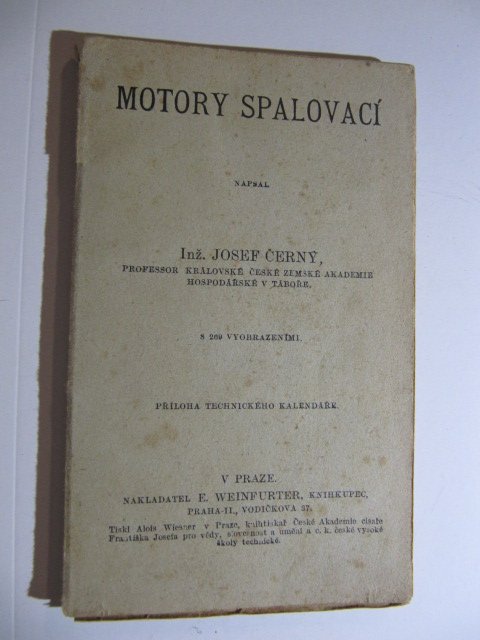 MOTORY SPALOVACÍ
NAPSAL
Inž. JOSEF ČERNÝ,
PROFESSOR KRÁLOVSKÉ ČESKÉ ZEMSKÉ AKADEMIE
HOSPODÁŘSKÉ V TÁBOŘE.
S 269 VYOBRAZENÍMI.
PŘÍLOHA TECHNICKÉHO KALENDÁŘE.
V PRAZE.
NAKLADATEL E. WEINFURTER, KNIHKUPEC,
PRAHA-II., VODIČKOVA 37.
Tiskl Alois Wiesner v Praze, knihtiskař České Akademie císaře
Františka Josefa pro vědy, slovesnost a umění a c. k. české vysoké
školy technické.